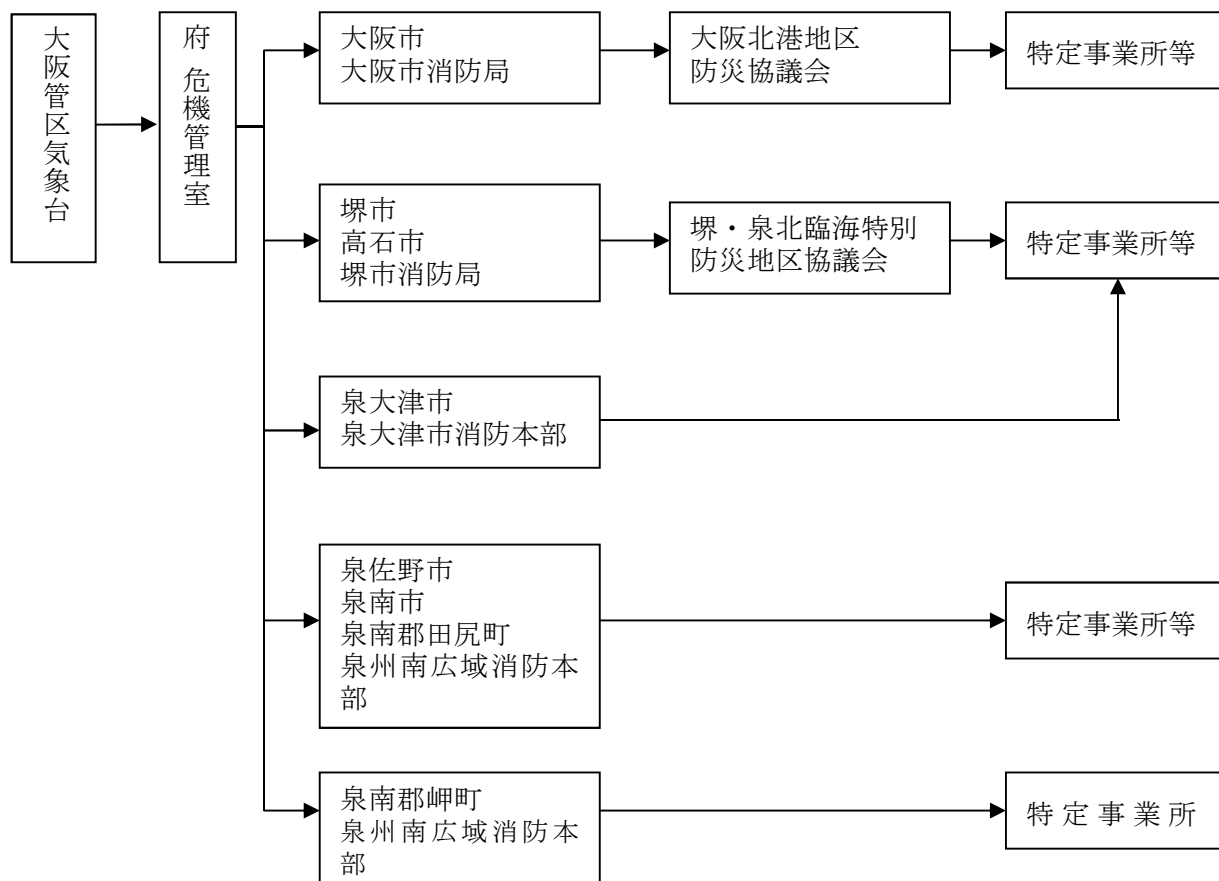 大阪管区気象台
府 危機管理室
大阪市
大阪市消防局
大阪北港地区
防災協議会
特定事業所等
堺市
高石市
堺市消防局
堺・泉北臨海特別
防災地区協議会
特定事業所等
泉大津市
泉大津市消防本部
泉佐野市
泉南市
泉南郡田尻町
泉州南広域消防本
部
特定事業所等
泉南郡岬町
泉州南広域消防本
部
特 定 事 業 所